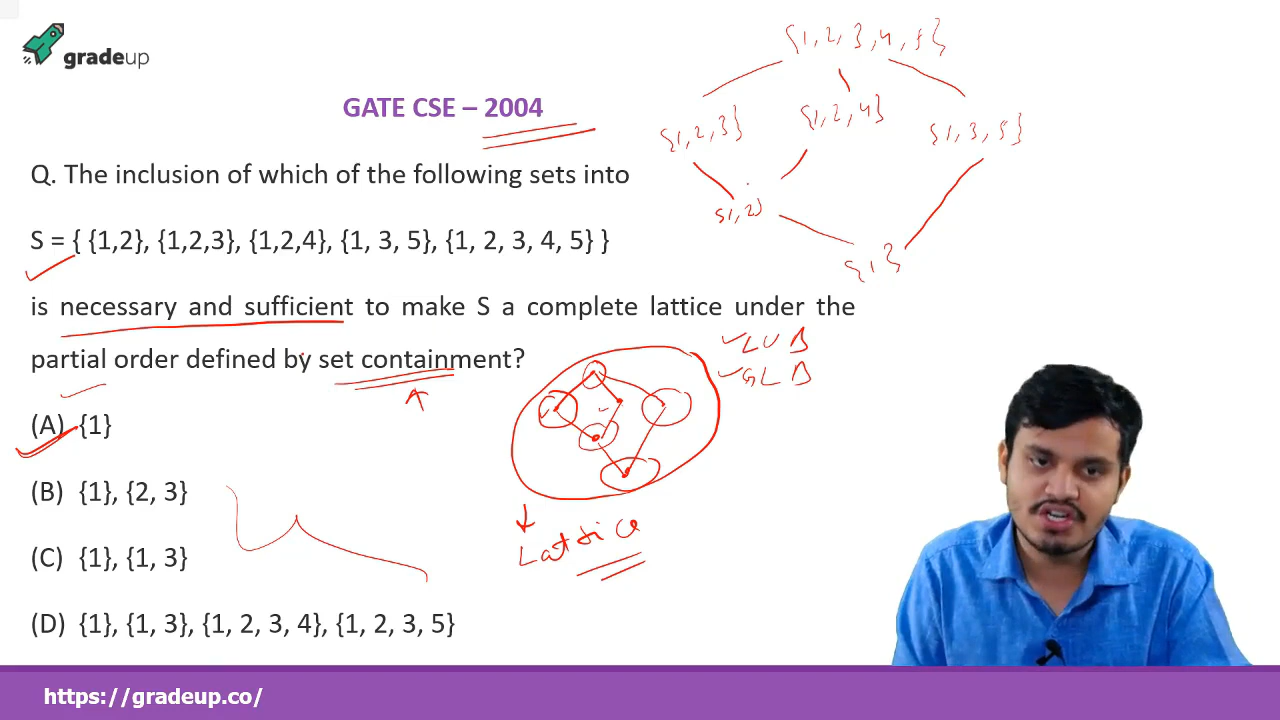 gradeup
{1, 2, 3, 4, 5}
GATE CSE – 2004
{1, 2, 3}
{1, 2, 4}
{1, 3, 5}
Q. The inclusion of which of the following sets into
{1, 2}
S = { {1,2}, {1,2,3}, {1,2,4}, {1, 3, 5}, {1, 2, 3, 4, 5} }
{1}
is necessary and sufficient to make S a complete lattice under the
LUB
partial order defined by set containment?
GLB
(A) {1}
(B) {1}, {2, 3}
Lattice
(C) {1}, {1, 3}
(D) {1}, {1, 3}, {1, 2, 3, 4}, {1, 2, 3, 5}
https://gradeup.co/